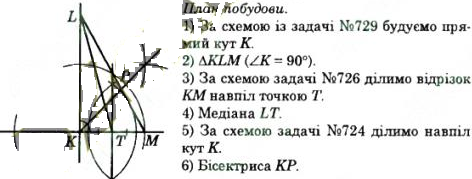 План побудови.
1) За схемою із задачі №729 будуємо пря-
мий кут K.
2) ΔKLM (∠K = 90°).
3) За схемою задачі №726 ділимо відрізок
KM навпіл точкою T.
4) Медіана LT.
5) За схемою задачі №724 ділимо навпіл
кут K.
6) Бісектриса KP.
L
P
K T M